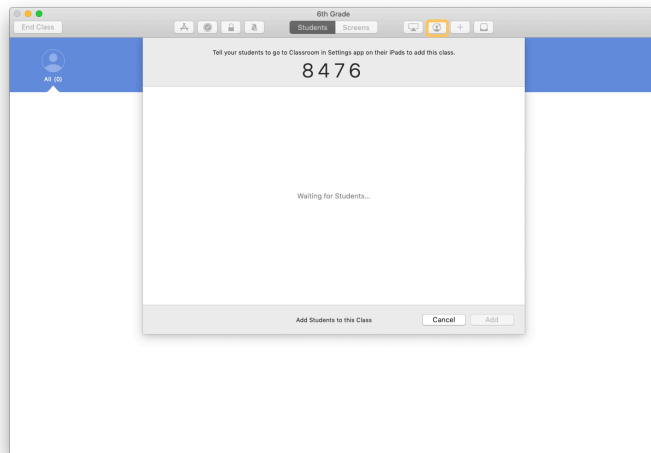 6th Grade
End Class
Students
Screens
Tell your students to go to Classroom in Settings app on their iPads to add this class.
8476
All (0)
Waiting for Students...
Add Students to this Class
Cancel
Add